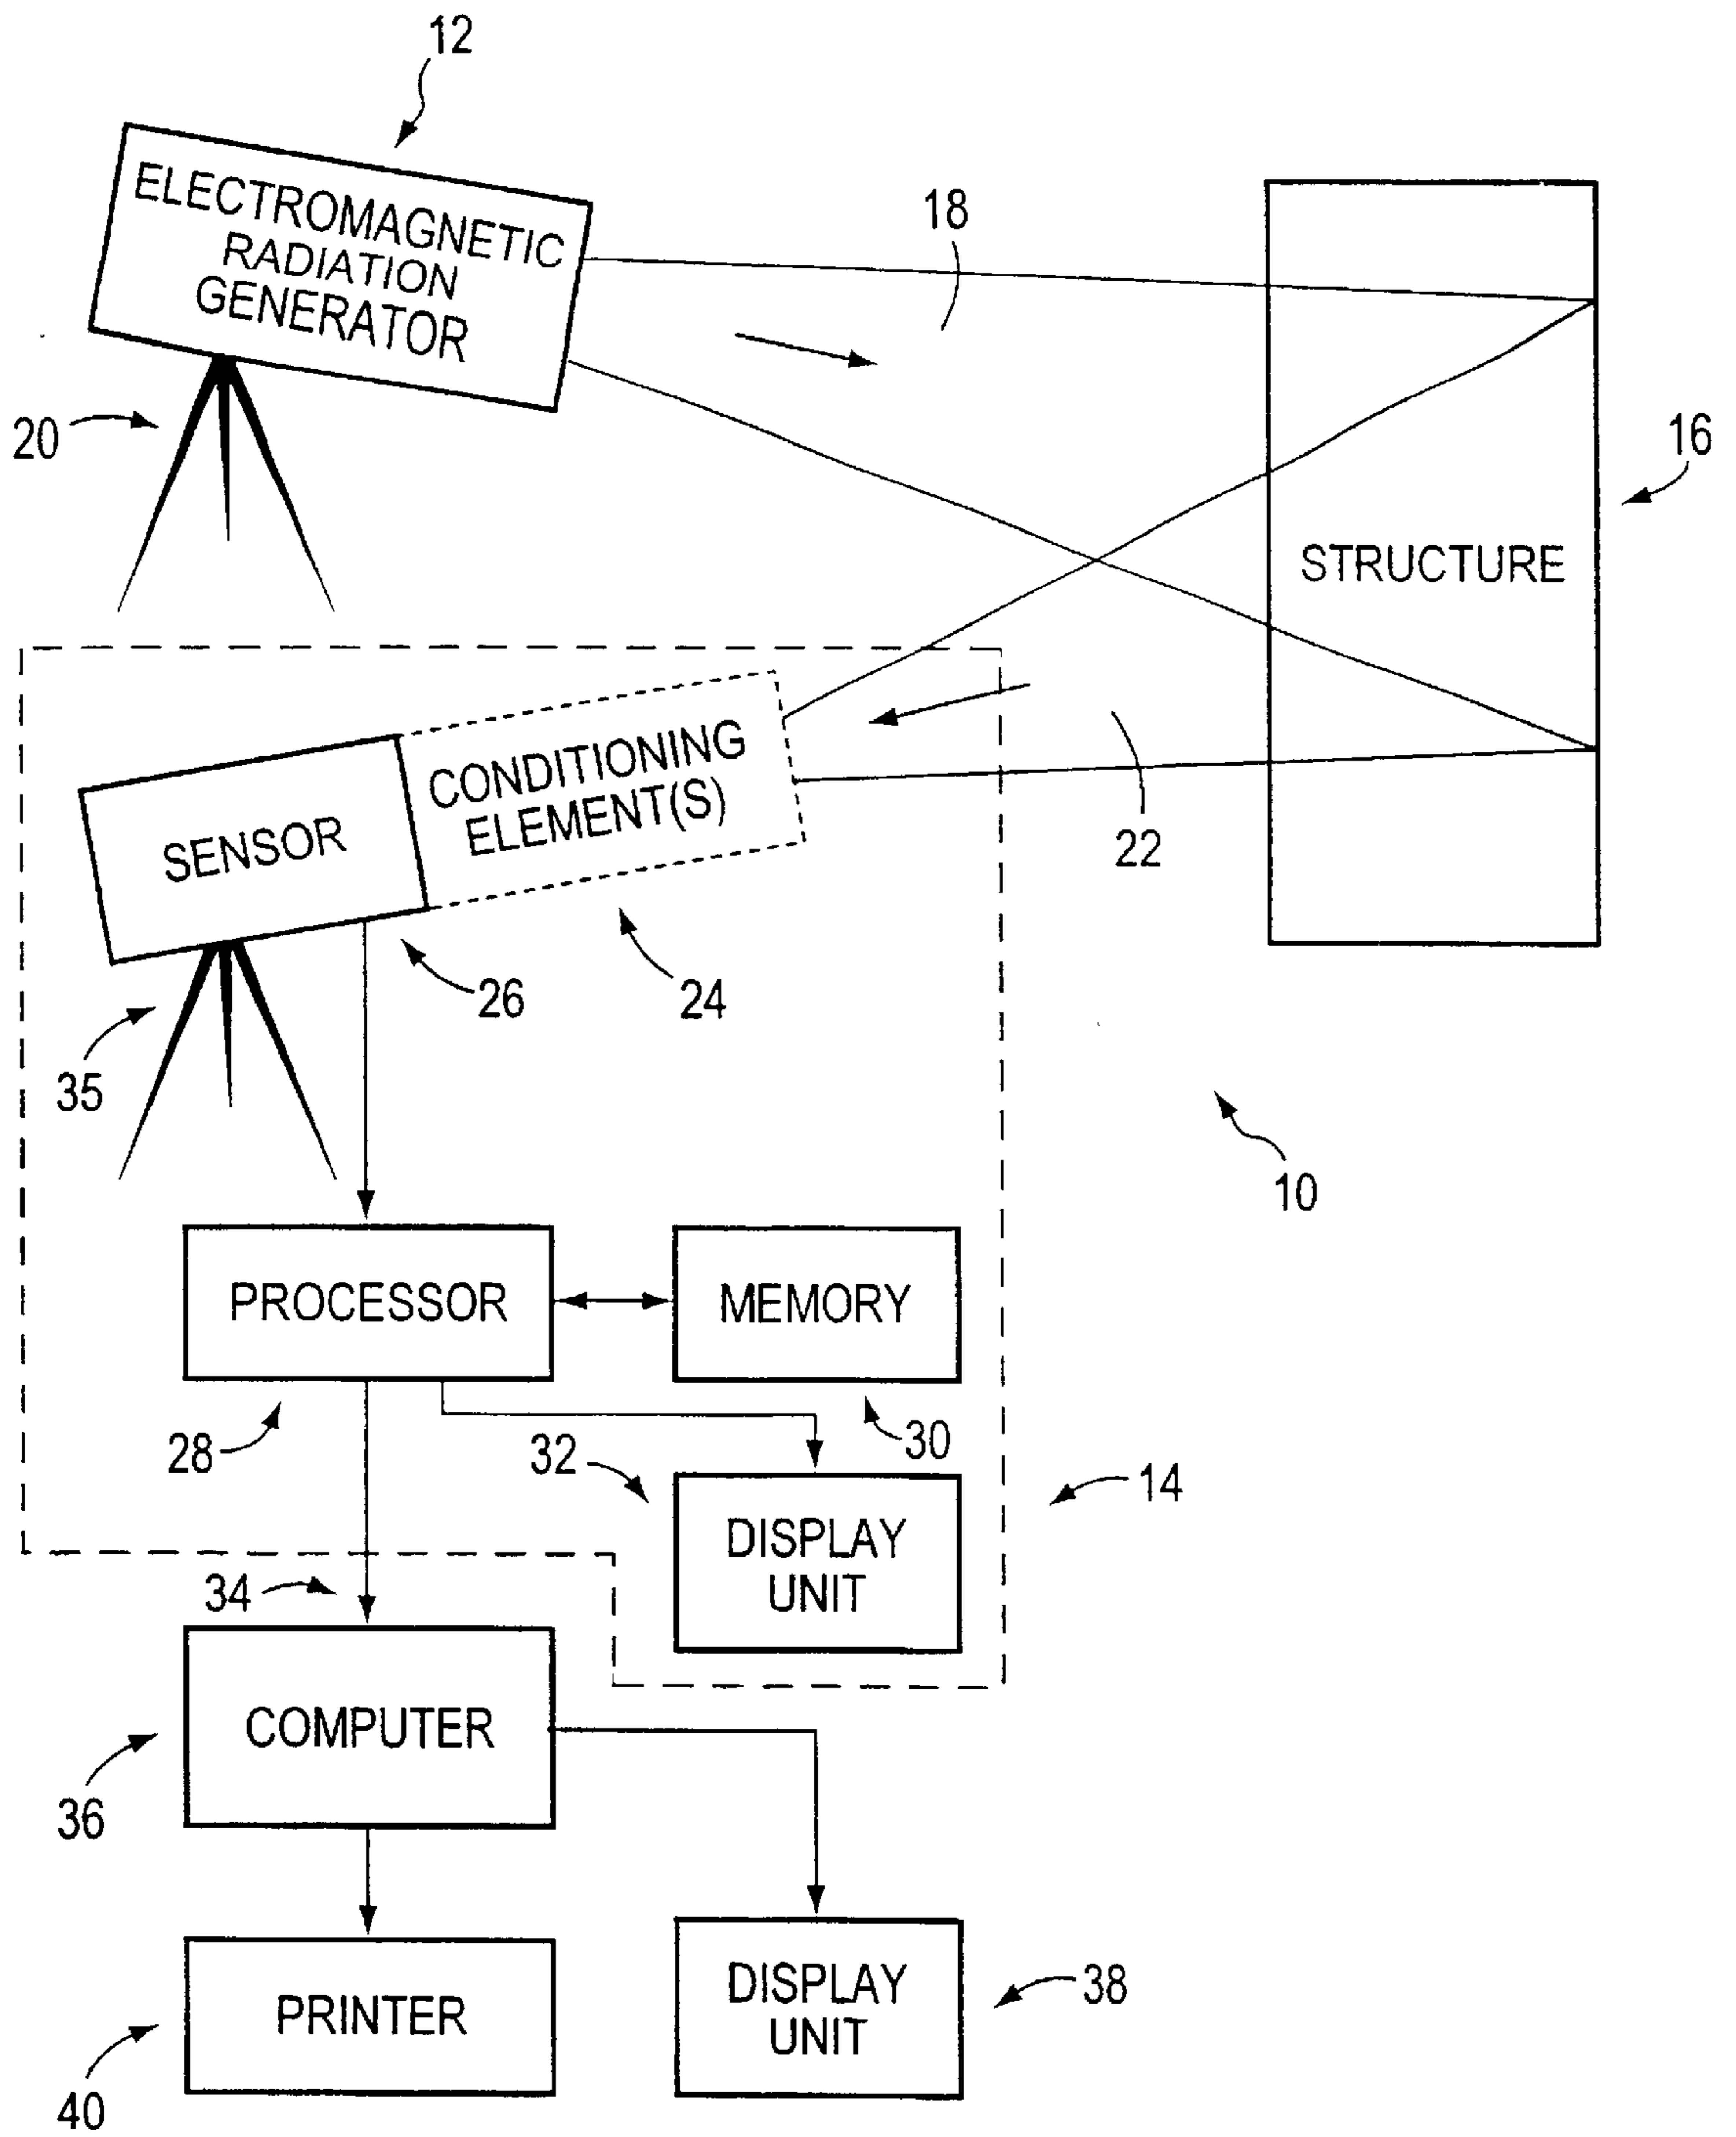 12
ELECTROMAGNETIC
RADIATION
GENERATOR
18
20
16
STRUCTURE
CONDITIONING
ELEMENT(S)
SENSOR
22
26
24
35
10
PROCESSOR
MEMORY
28
32
30
14
DISPLAY
UNIT
34
COMPUTER
36
DISPLAY
UNIT
38
PRINTER
40